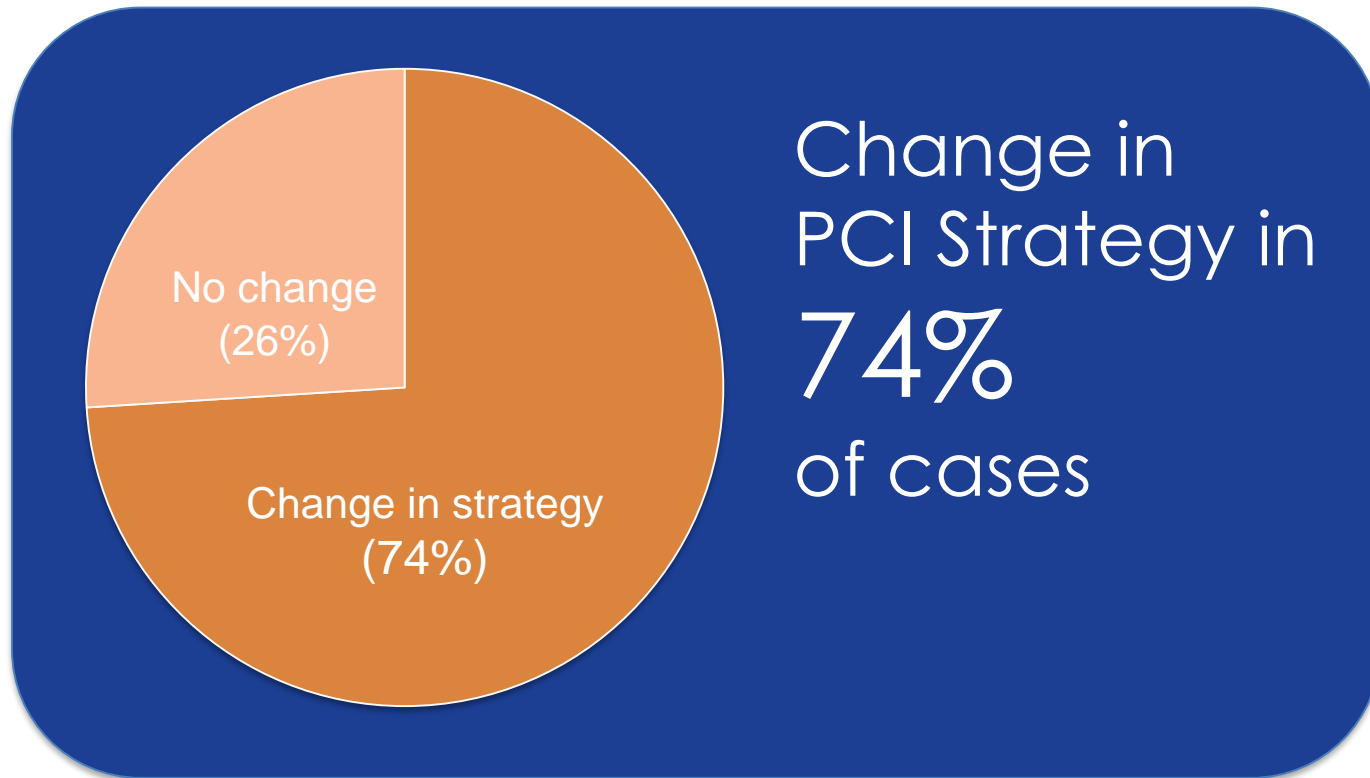 No change
(26%)
Change in strategy
(74%)
Change in
PCI Strategy in
74%
of cases